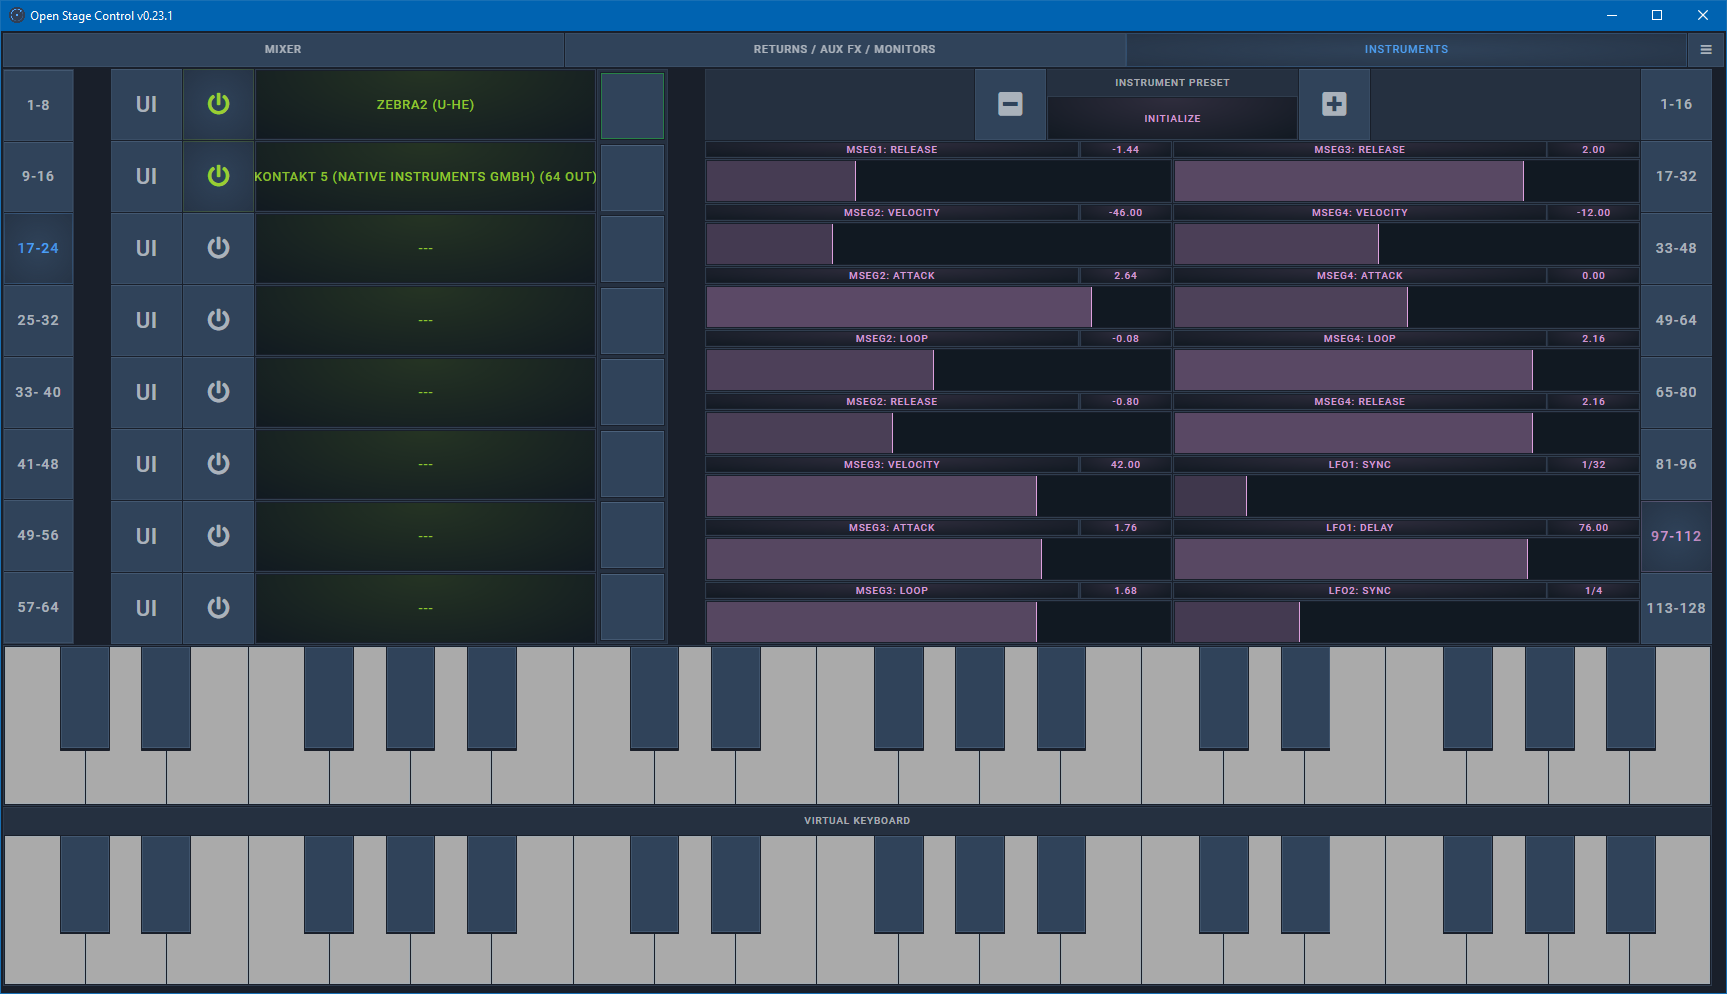 Open Stage Control v0.23.1
MIXER
RETURNS / AUX FX / MONITORS
INSTRUMENTS
1-8
9-16
17-24
25-32
33- 40
41-48
49-56
57-64
UI
ZEBRA2 (U-HE)
UI
KONTAKT 5 (NATIVE INSTRUMENTS GMBH) (64 OUT)
UI
---
UI
---
UI
---
UI
---
UI
---
UI
---
INSTRUMENT PRESET
INITIALIZE
MSEG1: RELEASE -1.44
MSEG2: VELOCITY -46.00
MSEG2: ATTACK 2.64
MSEG2: LOOP -0.08
MSEG2: RELEASE -0.80
MSEG3: VELOCITY 42.00
MSEG3: ATTACK 1.76
MSEG3: LOOP 1.68
MSEG3: RELEASE 2.00
MSEG4: VELOCITY -12.00
MSEG4: ATTACK 0.00
MSEG4: LOOP 2.16
MSEG4: RELEASE 2.16
LFO1: SYNC 1/32
LFO1: DELAY 76.00
LFO2: SYNC 1/4
1-16
17-32
33-48
49-64
65-80
81-96
97-112
113-128
VIRTUAL KEYBOARD